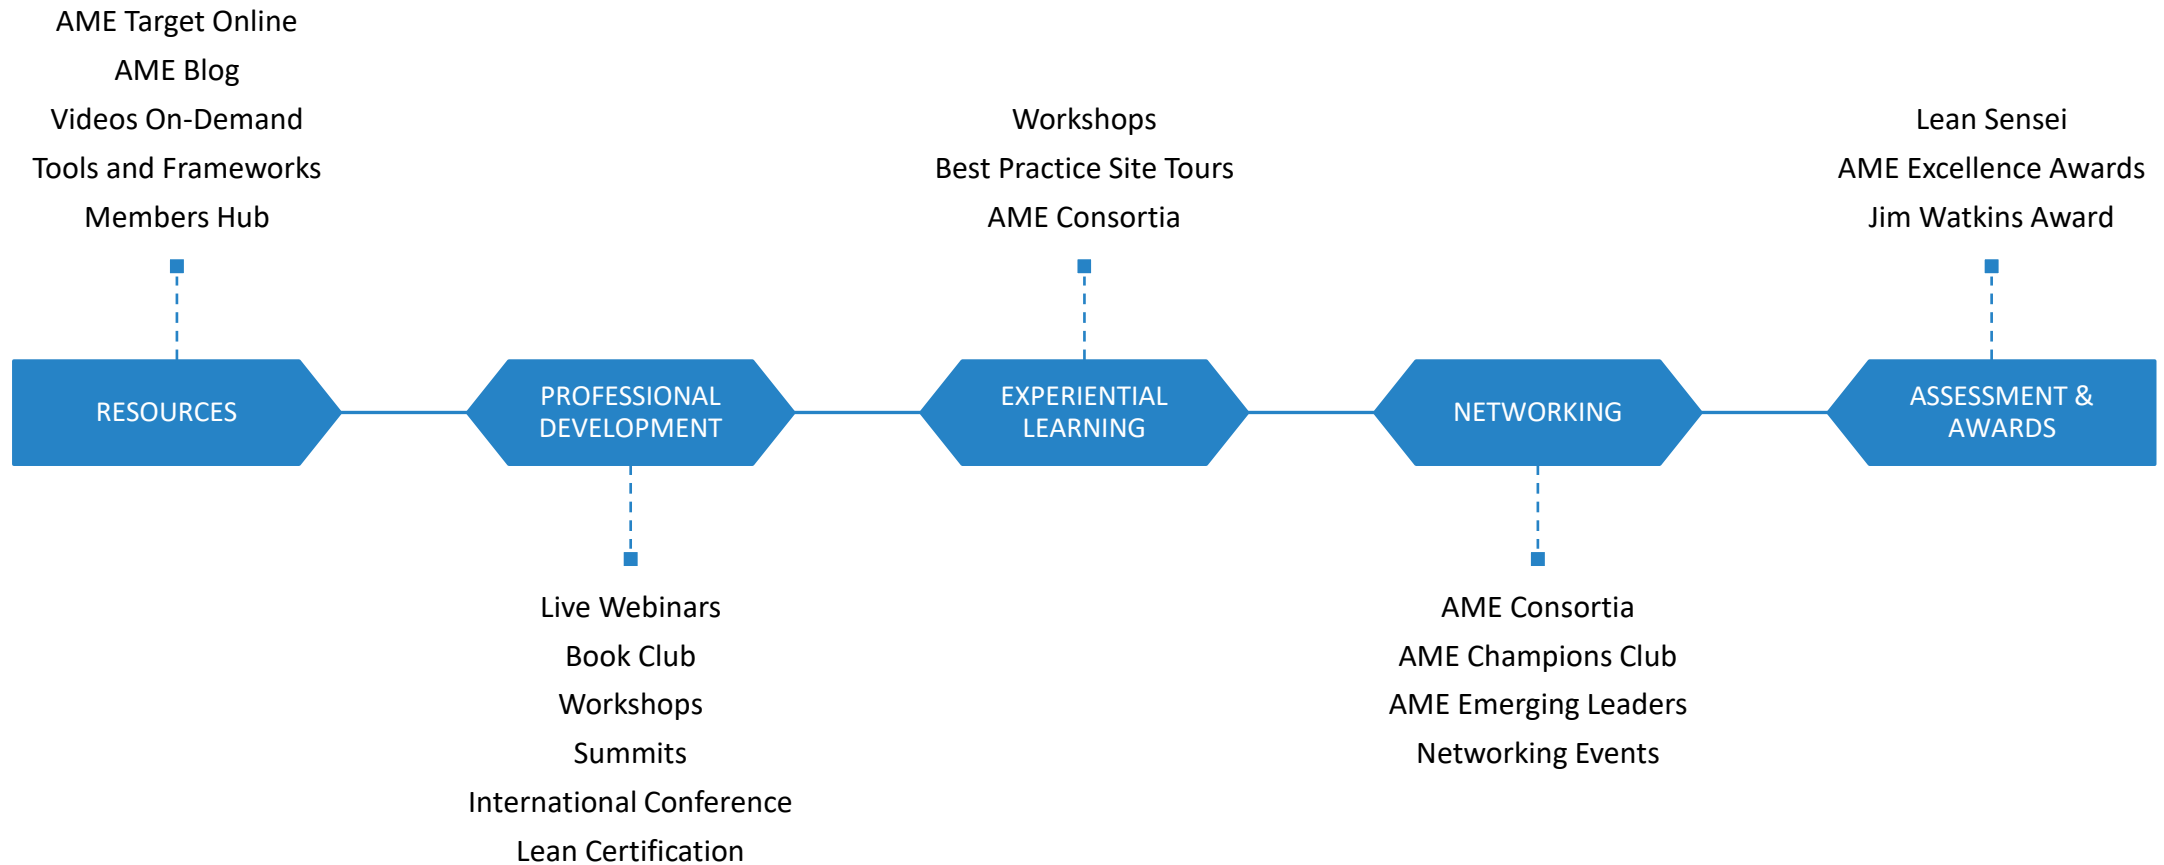 AME Target Online
AME Blog
Videos On-Demand
Tools and Frameworks
Members Hub
RESOURCES
PROFESSIONAL
DEVELOPMENT
Live Webinars
Book Club
Workshops
Summits
International Conference
Lean Certification
Workshops
Best Practice Site Tours
AME Consortia
EXPERIENTIAL
LEARNING
NETWORKING
AME Consortia
AME Champions Club
AME Emerging Leaders
Networking Events
Lean Sensei
AME Excellence Awards
Jim Watkins Award
ASSESSMENT &
AWARDS